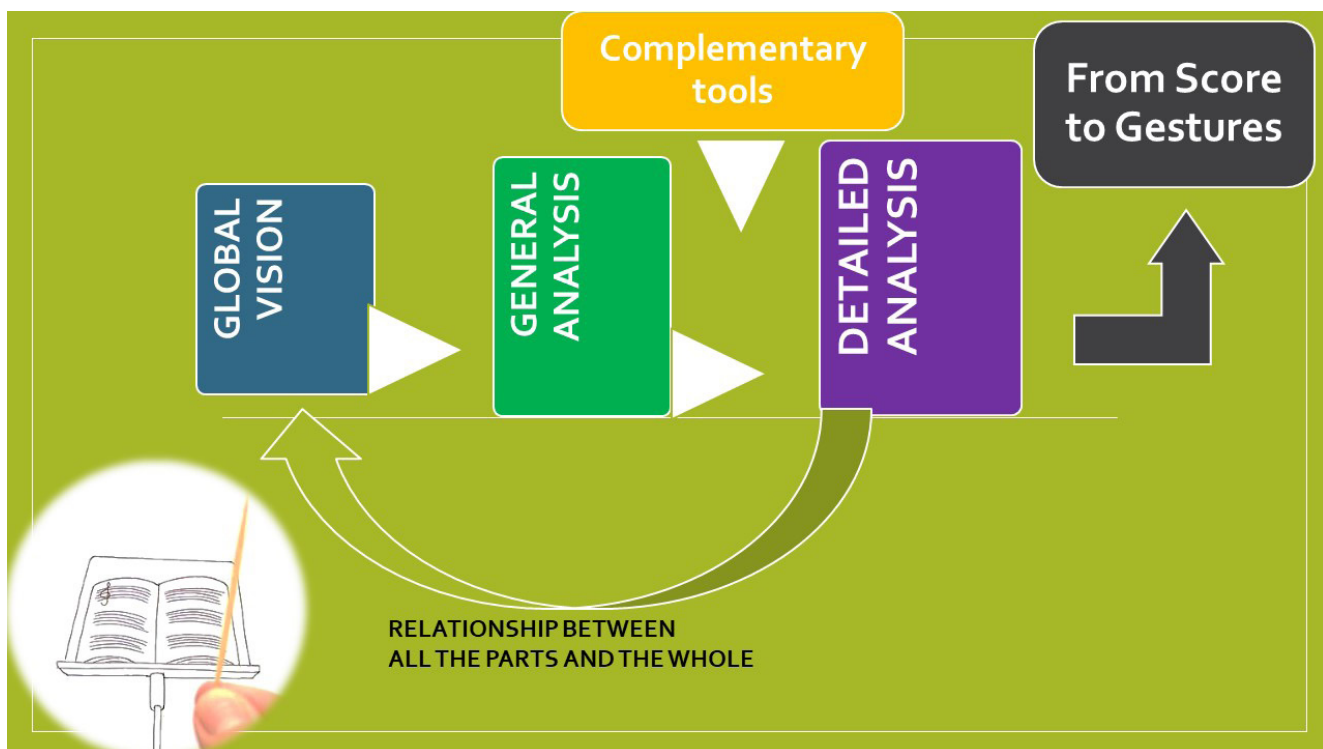 Complementary
tools
From Score
to Gestures
GLOBAL
VISION
GENERAL
ANALYSIS
DETAILED
ANALYSIS
RELATIONSHIP BETWEEN
ALL THE PARTS AND THE WHOLE